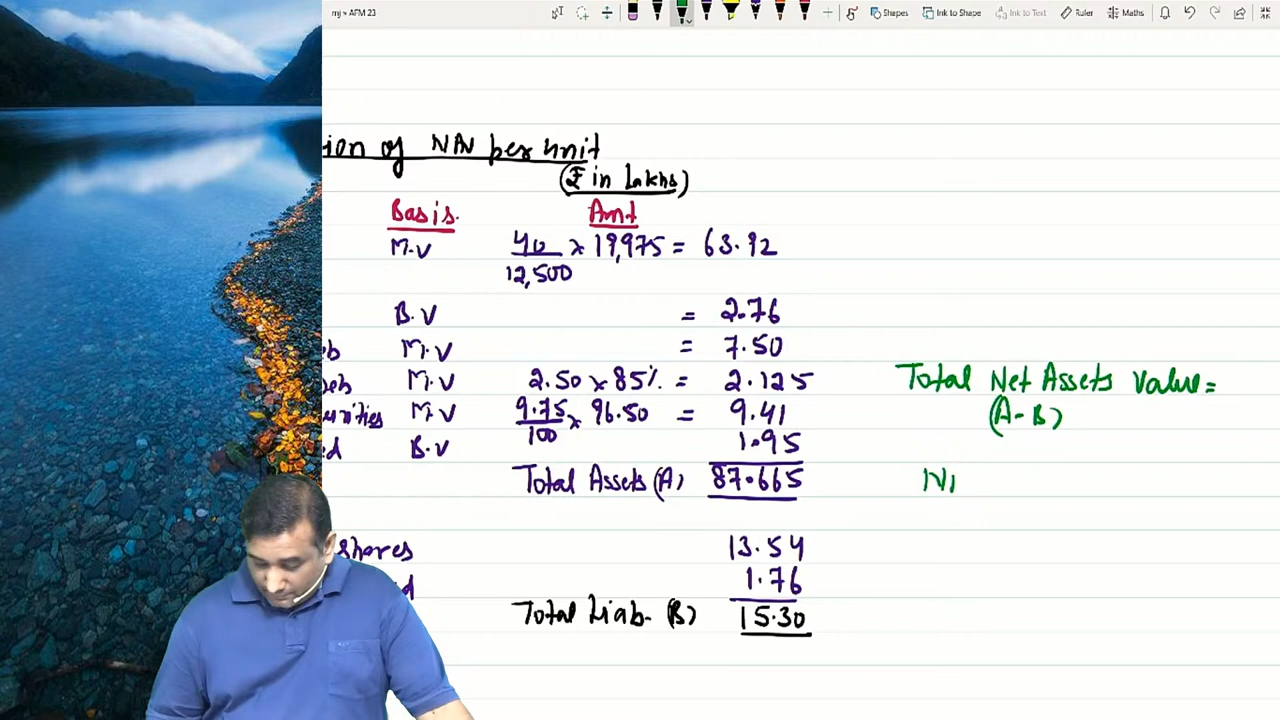 mj » AFM 23
Shapes Ink to Shape Ink to Text Ruler Maths
ion of NAV per unit
(₹ in Lakhs)
Basis. Amt
M.V 40/12,500 × 19,975 = 63.92
B.V = 2.76
M.V = 7.50
M.V 2.50 × 85% = 2.125
M.V 9.75/100 × 96.50 = 9.41
B.V 1.95
Total Assets (A) 87.665
Total Net Assets Value =
(A-B)
shares 13.54
1.76
Total Liab. (B) 15.30